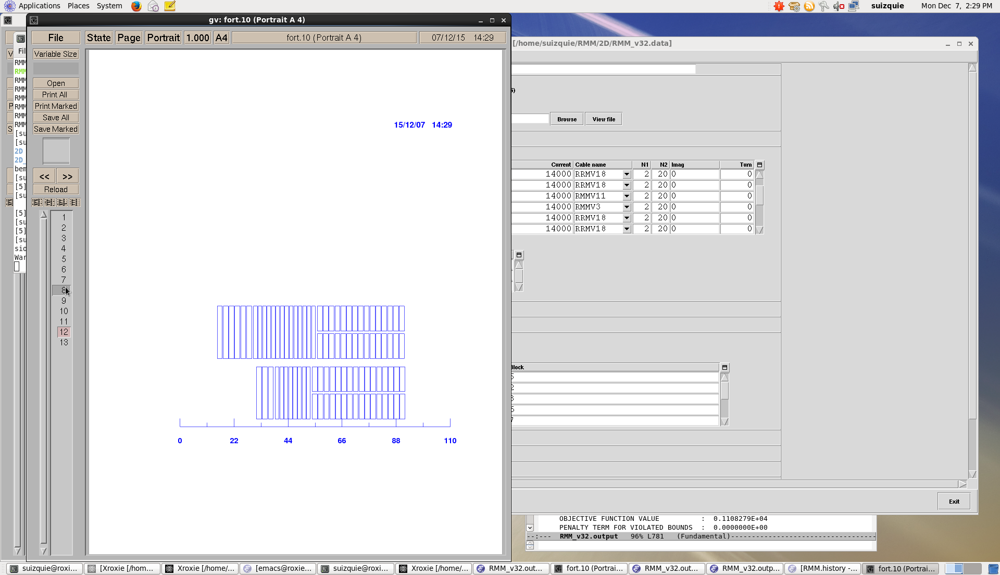 Applications Places System suizquie Mon Dec 7, 2:29 PM
gv: fort.10 (Portrait A 4)
File State Page Portrait 1.000 A4 fort.10 (Portrait A 4) 07/12/15 14:29
Variable Size
Open
Print All
Print Marked
Save All
Save Marked
<< >>
Reload
1
2
3
4
5
6
7
8
9
10
11
12
13
Fil
RMM
RMM
RMM
RMM
RMM
RMM
RMM
RMM
[su
[su
2D
2D_
bem
[su
[5]
[su
[5]
[su
[5]
[su
sio
War
15/12/07 14:29
0 22 44 66 88 110
[/home/suizquie/RMM/2D/RMM_v32.data]
Browse View file
Current Cable name N1 N2 Imag Turn
14000 RRMV18 2 20 0 0
14000 RRMV18 2 20 0 0
14000 RMMV11 2 20 0 0
14000 RMMV3 2 20 0 0
14000 RRMV18 2 20 0 0
14000 RRMV18 2 20 0 0
Block
5
2
3
6
7
Exit
OBJECTIVE FUNCTION VALUE : 0.1108279E+04
PENALTY TERM FOR VIOLATED BOUNDS : 0.0000000E+00
--:--- RMM_v32.output 96% L781 (Fundamental)-----------------------------------
suizquie@roxi... [Xroxie [/hom... Xroxie [/home/... [emacs@roxie... suizquie@roxi... Xroxie [/home/... RMM_v32.out... fort.10 (Portrai... RMM_v32.out... RMM_v32.outp... [RMM.history -... fort.10 (Portrai...